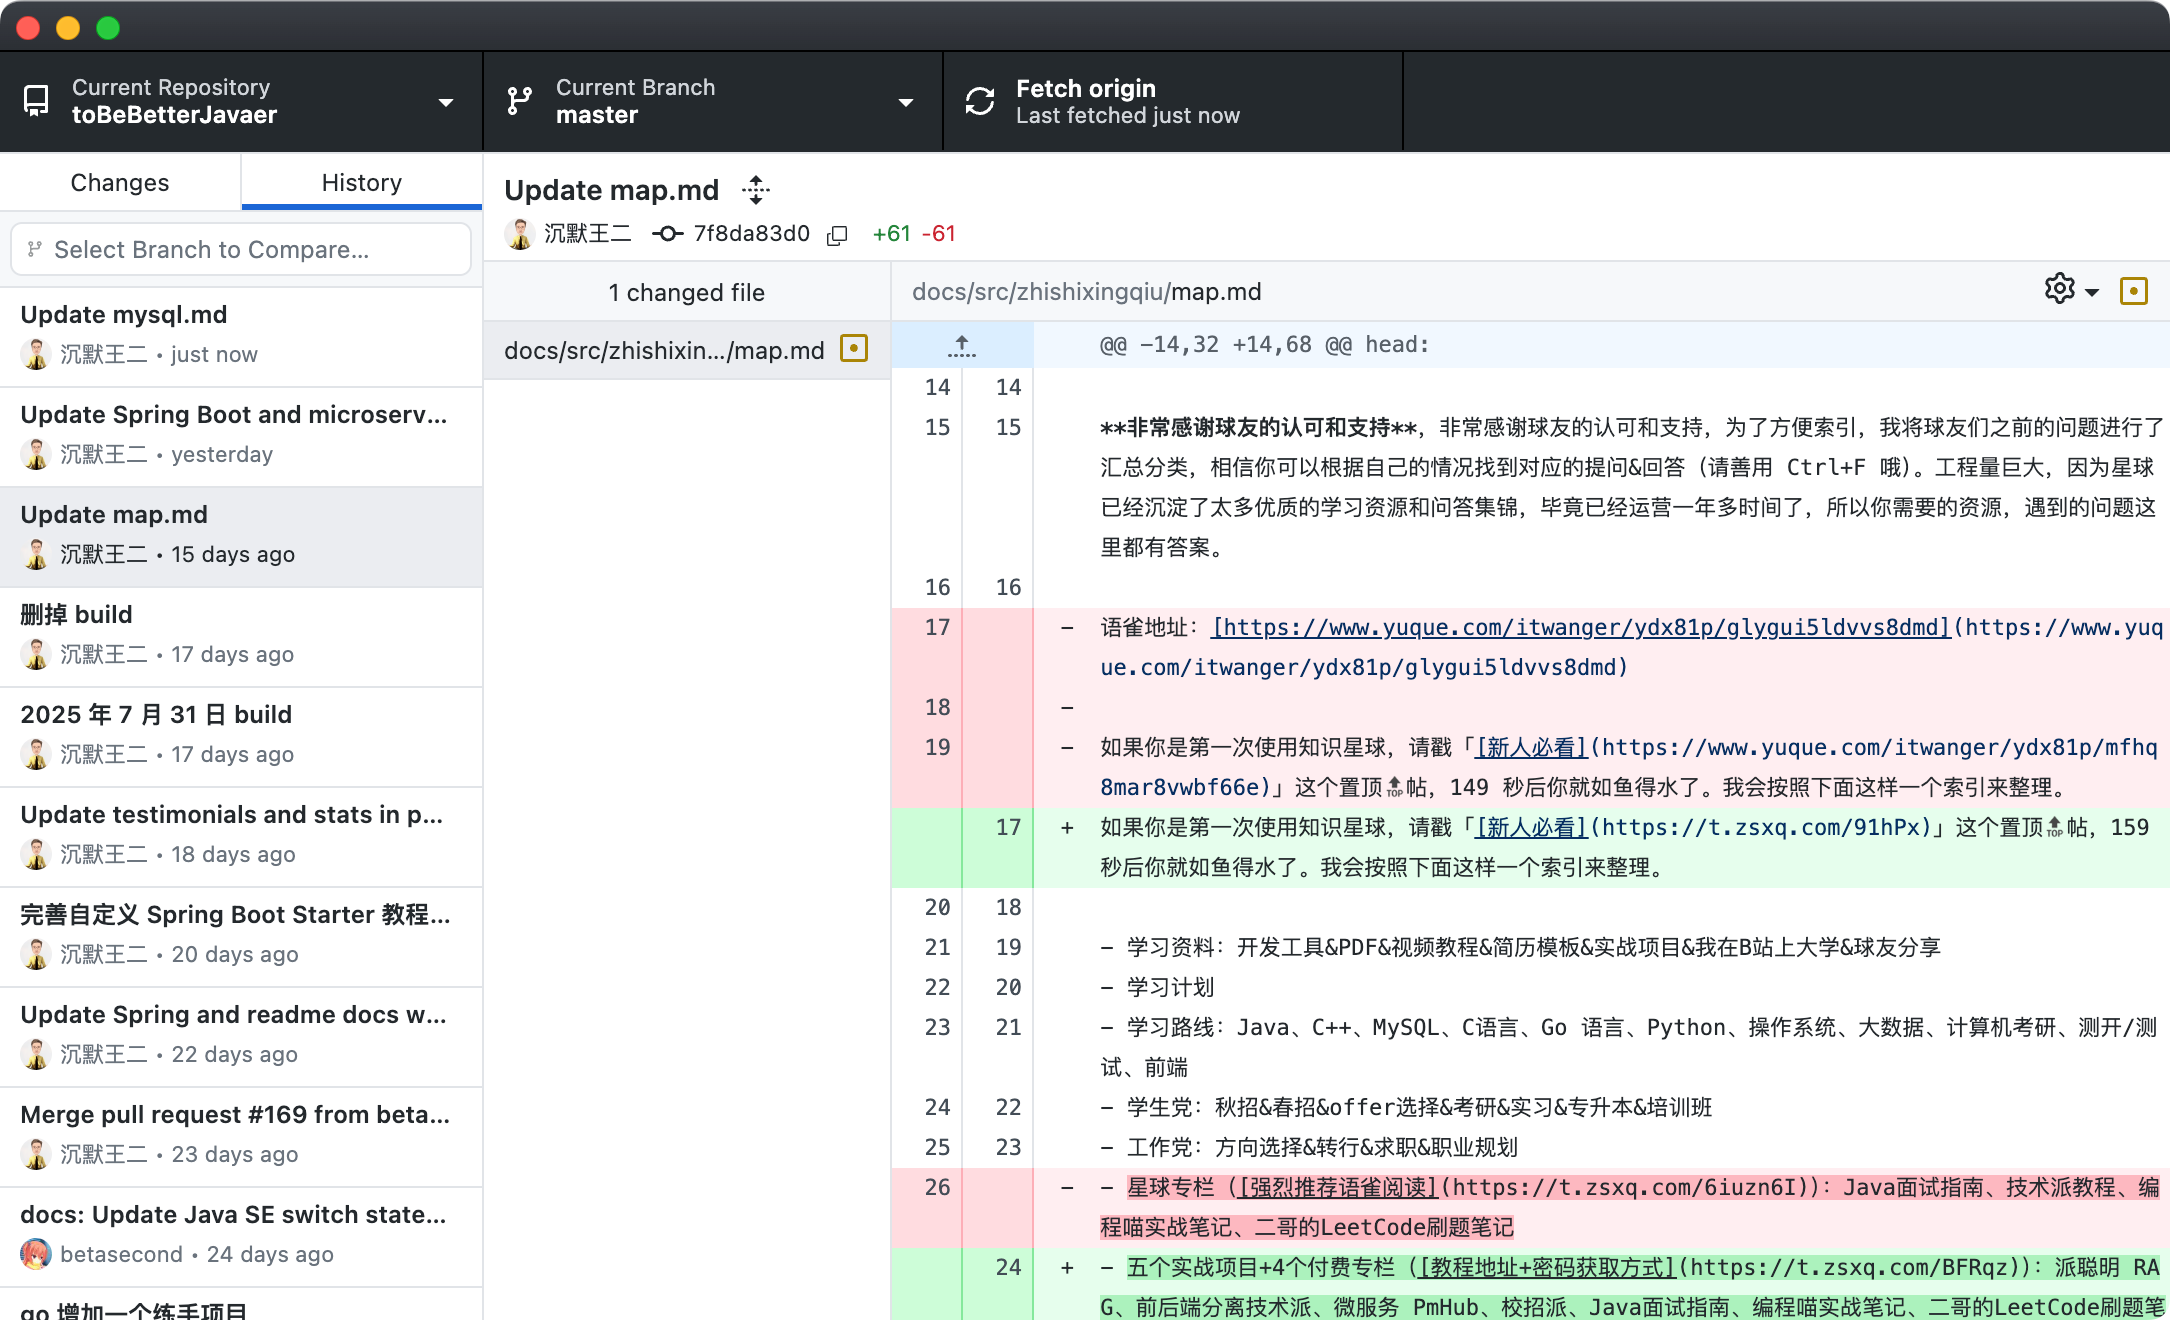 Current Repository
toBeBetterJavaer
Current Branch
master
Fetch origin
Last fetched just now
Changes
History
Select Branch to Compare...
Update mysql.md
沉默王二 • just now
Update Spring Boot and microserv...
沉默王二 • yesterday
Update map.md
沉默王二 • 15 days ago
删掉 build
沉默王二 • 17 days ago
2025 年 7 月 31 日 build
沉默王二 • 17 days ago
Update testimonials and stats in p...
沉默王二 • 18 days ago
完善自定义 Spring Boot Starter 教程...
沉默王二 • 20 days ago
Update Spring and readme docs w...
沉默王二 • 22 days ago
Merge pull request #169 from beta...
沉默王二 • 23 days ago
docs: Update Java SE switch state...
betasecond • 24 days ago
go 增加一个练手项目
Update map.md
沉默王二 7f8da83d0 +61 -61
1 changed file
docs/src/zhishixin.../map.md
docs/src/zhishixingqiu/map.md
@@ -14,32 +14,68 @@ head:
14 14
15 15 **非常感谢球友的认可和支持**，非常感谢球友的认可和支持，为了方便索引，我将球友们之前的问题进行了
汇总分类，相信你可以根据自己的情况找到对应的提问&回答（请善用 Ctrl+F 哦）。工程量巨大，因为星球
已经沉淀了太多优质的学习资源和问答集锦，毕竟已经运营一年多时间了，所以你需要的资源，遇到的问题这
里都有答案。
16 16
17 - 语雀地址：[https://www.yuque.com/itwanger/ydx81p/glygui5ldvvs8dmd](https://www.yuq
ue.com/itwanger/ydx81p/glygui5ldvvs8dmd)
18 -
19 - 如果你是第一次使用知识星球，请戳「[新人必看](https://www.yuque.com/itwanger/ydx81p/mfhq
8mar8vwbf66e)」这个置顶🔝帖，149 秒后你就如鱼得水了。我会按照下面这样一个索引来整理。
17 + 如果你是第一次使用知识星球，请戳「[新人必看](https://t.zsxq.com/91hPx)」这个置顶🔝帖，159
秒后你就如鱼得水了。我会按照下面这样一个索引来整理。
20 18
21 19 - 学习资料：开发工具&PDF&视频教程&简历模板&实战项目&我在B站上大学&球友分享
22 20 - 学习计划
23 21 - 学习路线：Java、C++、MySQL、C语言、Go 语言、Python、操作系统、大数据、计算机考研、测开/测
试、前端
24 22 - 学生党：秋招&春招&offer选择&考研&实习&专升本&培训班
25 23 - 工作党：方向选择&转行&求职&职业规划
26 - - 星球专栏（[强烈推荐语雀阅读](https://t.zsxq.com/6iuzn6I)）：Java面试指南、技术派教程、编
程喵实战笔记、二哥的LeetCode刷题笔记
24 + - 五个实战项目+4个付费专栏（[教程地址+密码获取方式](https://t.zsxq.com/BFRqz)）：派聪明 RA
G、前后端分离技术派、微服务 PmHub、校招派、Java面试指南、编程喵实战笔记、二哥的LeetCode刷题笔